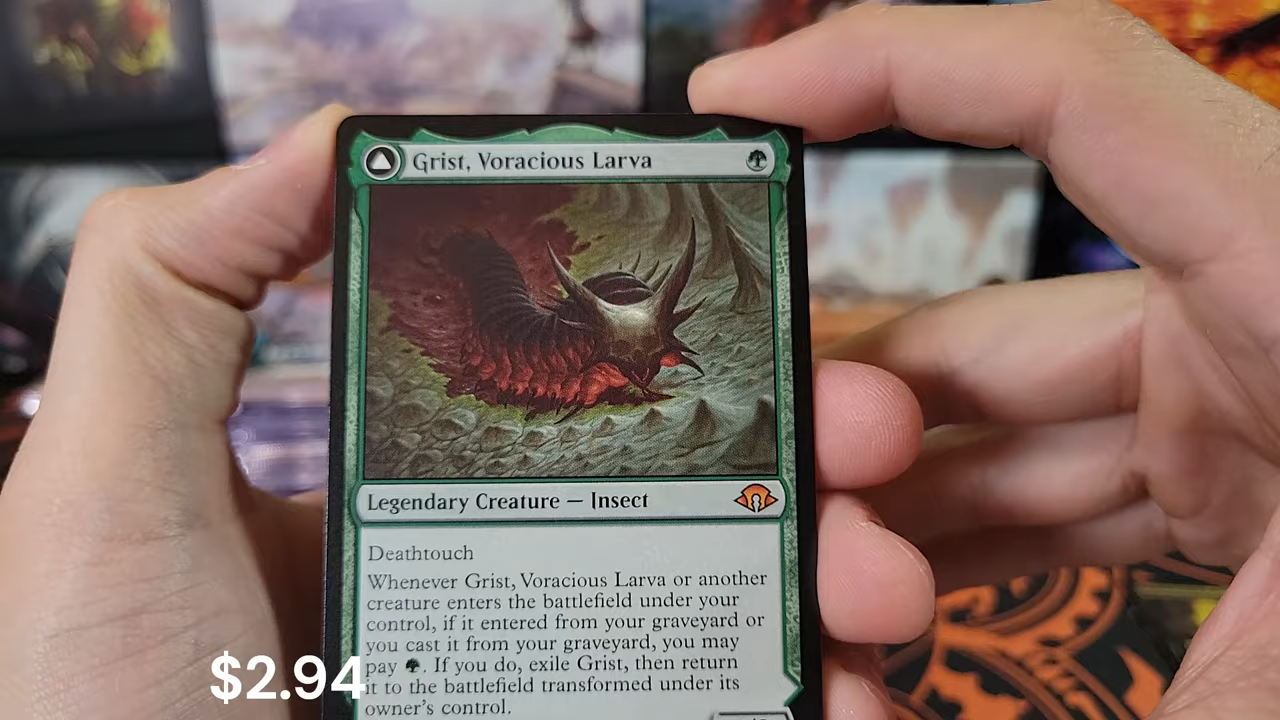 Grist, Voracious Larva
Legendary Creature — Insect
Deathtouch
Whenever Grist, Voracious Larva or another
creature enters the battlefield under your
control, if it entered from your graveyard or
you cast it from your graveyard, you may
pay . If you do, exile Grist, then return
it to the battlefield transformed under its
owner's control.
$2.94